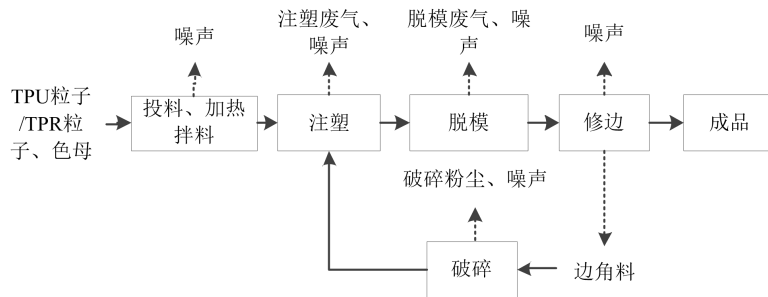 噪声
注塑废气、
噪声
脱模废气、噪
声
噪声
TPU粒子
/TPR粒
子、色母
投料、加热
拌料
注塑
脱模
修边
成品
破碎粉尘、噪声
破碎
边角料